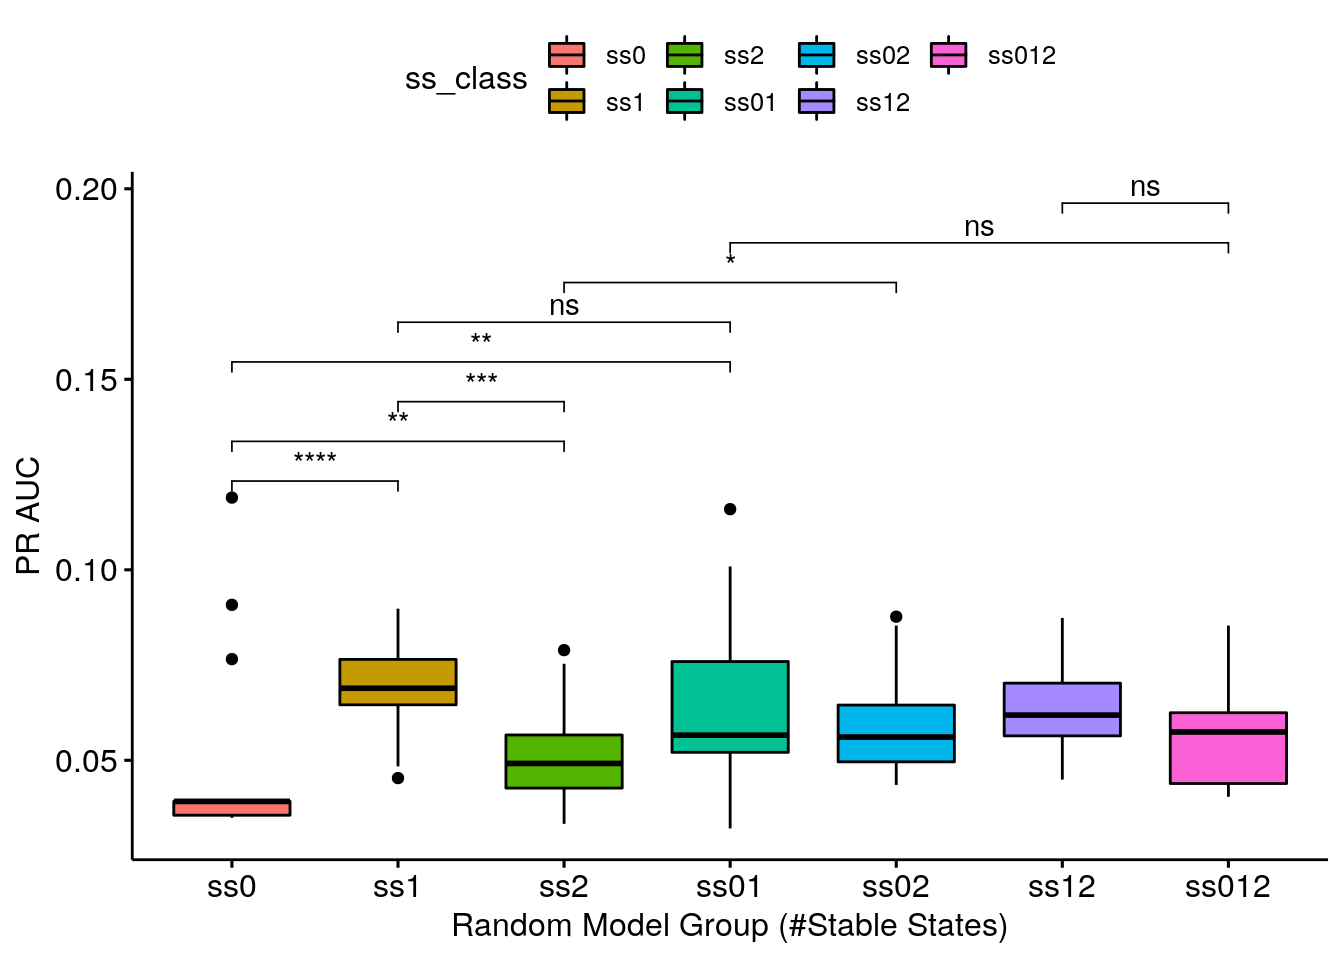 ss_class
ss0 ss2 ss02 ss012
ss1 ss01 ss12
PR AUC
0.20
0.15
0.10
0.05
ns
ns
*
ns
**
***
**
****
ss0 ss1 ss2 ss01 ss02 ss12 ss012
Random Model Group (#Stable States)